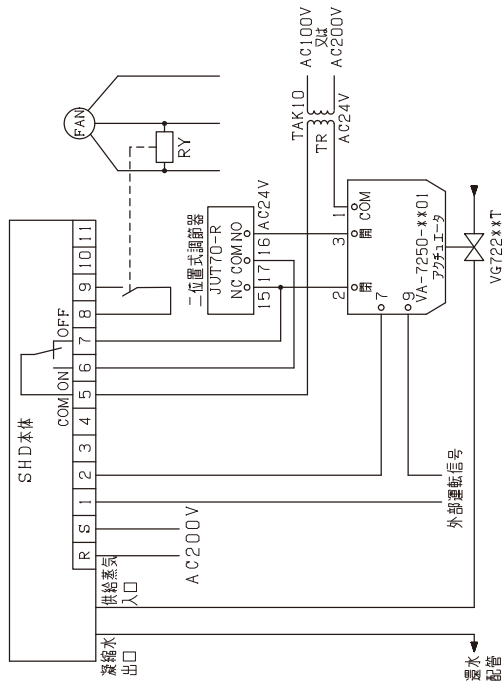 SHD本体
COM ON OFF
R S 1 2 3 4 5 6 7 8 9 10 11
凝縮水
出口
供給蒸気
入口
AC200V
外部運転信号
還水
配管
FAN
RY
二位置式調節器
JUT70-R
NC COM NO
15 17 16 AC24V
TAK10
TR
AC24V
AC100V
又は
AC200V
2 3 1
閉 開 COM
7
9
VA-7250-**01
アクチュエータ
VG722**T